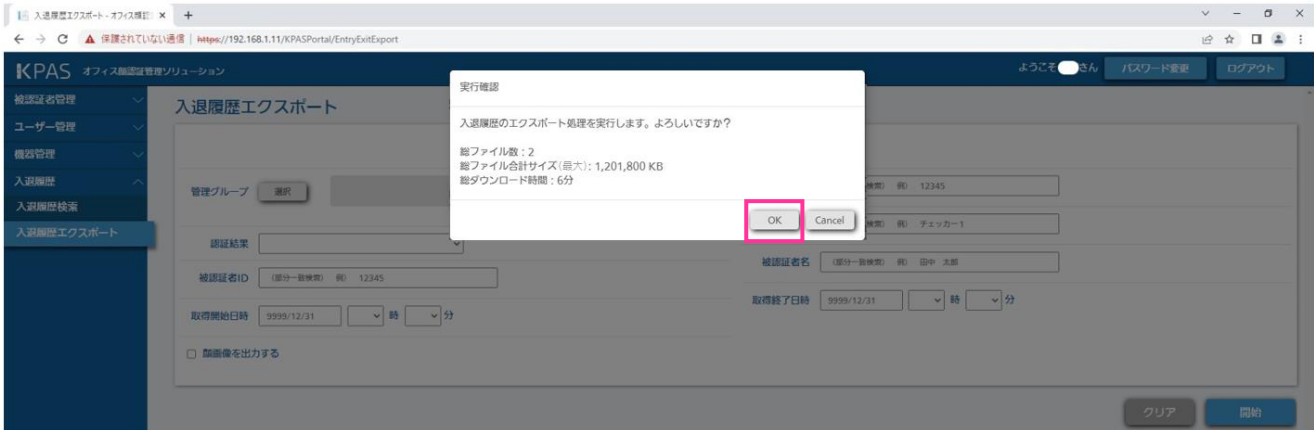 入退履歴エクスポート - オフィス顔認
保護されていない通信 | https://192.168.1.11/KPASPortal/EntryExitExport
KPAS オフィス顔認証管理ソリューション
ようこそ さん
パスワード変更
ログアウト
被認証者管理
ユーザー管理
機器管理
入退履歴
入退履歴検索
入退履歴エクスポート
入退履歴エクスポート
実行確認
入退履歴のエクスポート処理を実行します。よろしいですか?
総ファイル数 : 2
総ファイル合計サイズ(最大): 1,201,800 KB
総ダウンロード時間 : 6分
OK
Cancel
管理グループ 選択
検索) 例) 12345
検索) 例) チェッカー1
認証結果
被認証者名 (部分一致検索) 例) 田中 太郎
被認証者ID (部分一致検索) 例) 12345
取得開始日時 9999/12/31 時 分
取得終了日時 9999/12/31 時 分
顔画像を出力する
クリア
開始